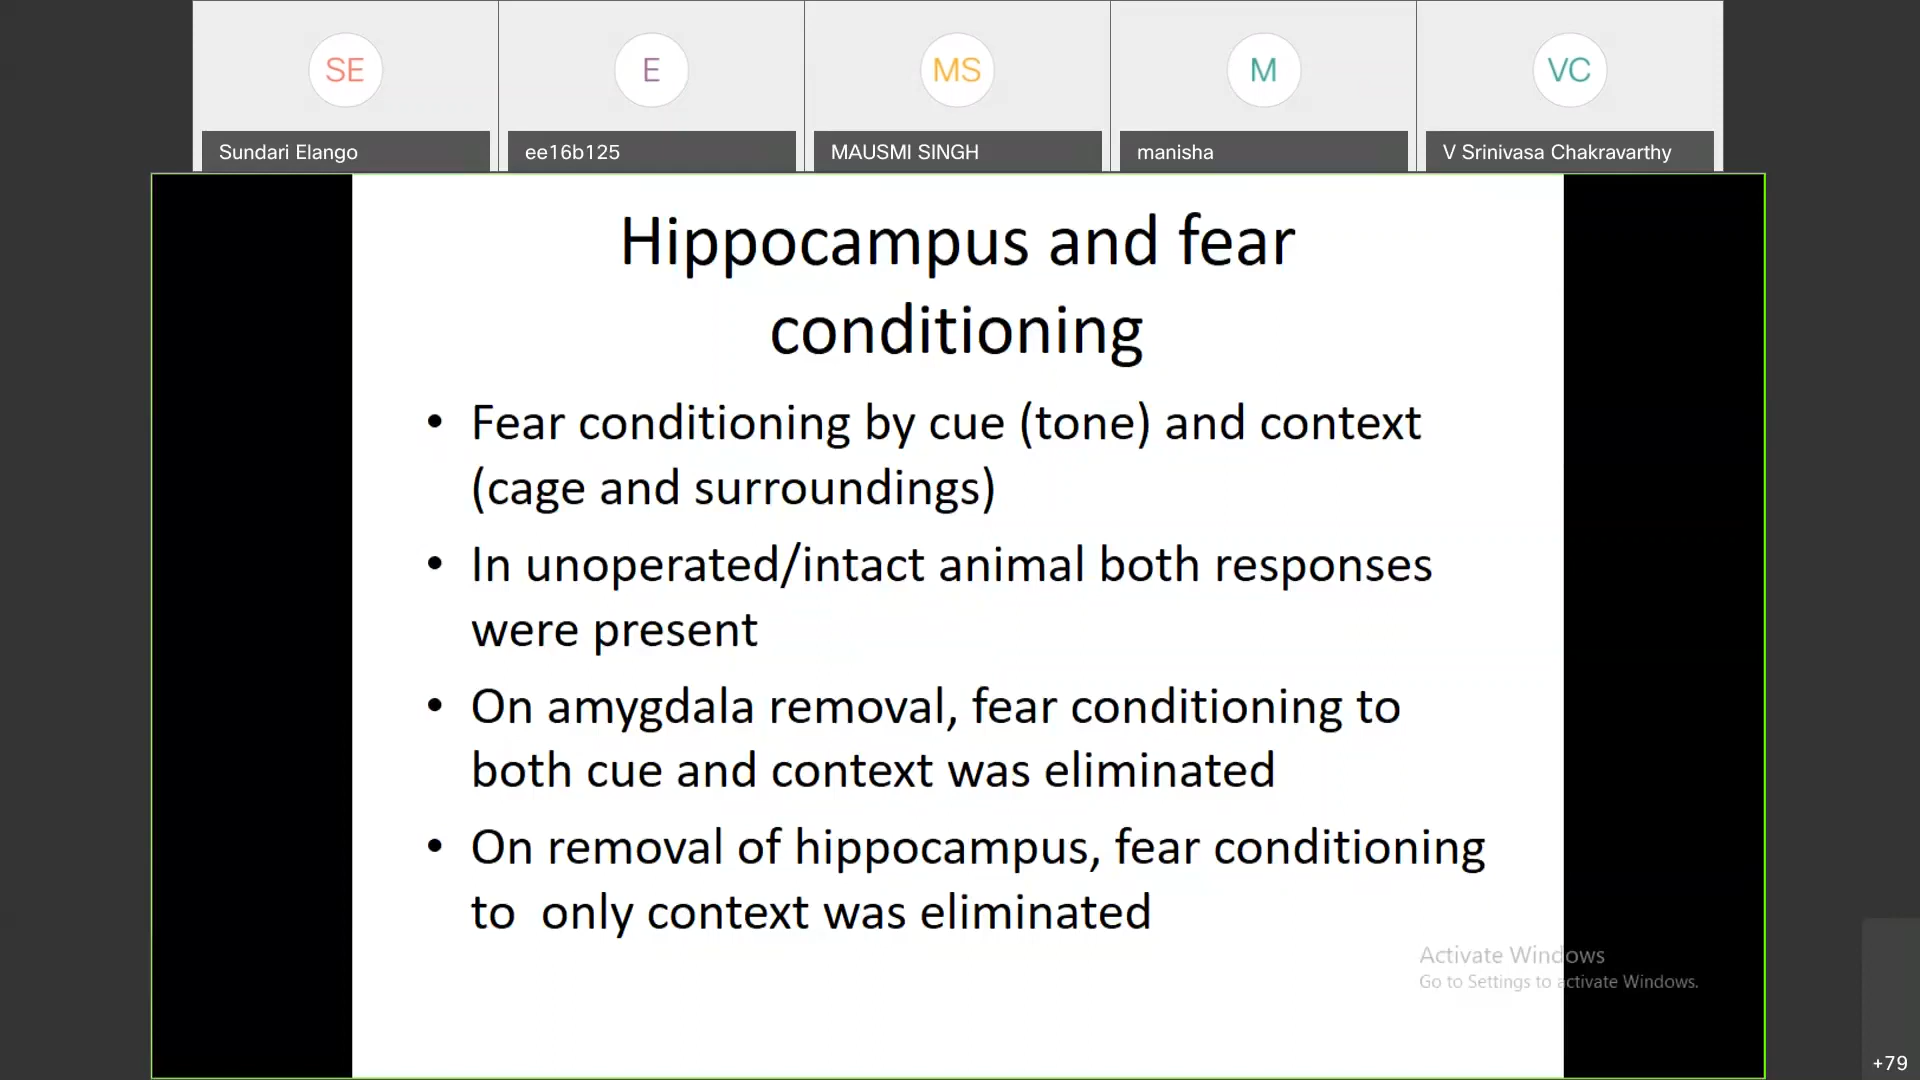 SE
E
MS
M
VC
Sundari Elango
ee16b125
MAUSMI SINGH
manisha
V Srinivasa Chakravarthy
Hippocampus and fear
conditioning
• Fear conditioning by cue (tone) and context
(cage and surroundings)
• In unoperated/intact animal both responses
were present
• On amygdala removal, fear conditioning to
both cue and context was eliminated
• On removal of hippocampus, fear conditioning
to  only context was eliminated
Activate Windows
Go to Settings to activate Windows.
+79